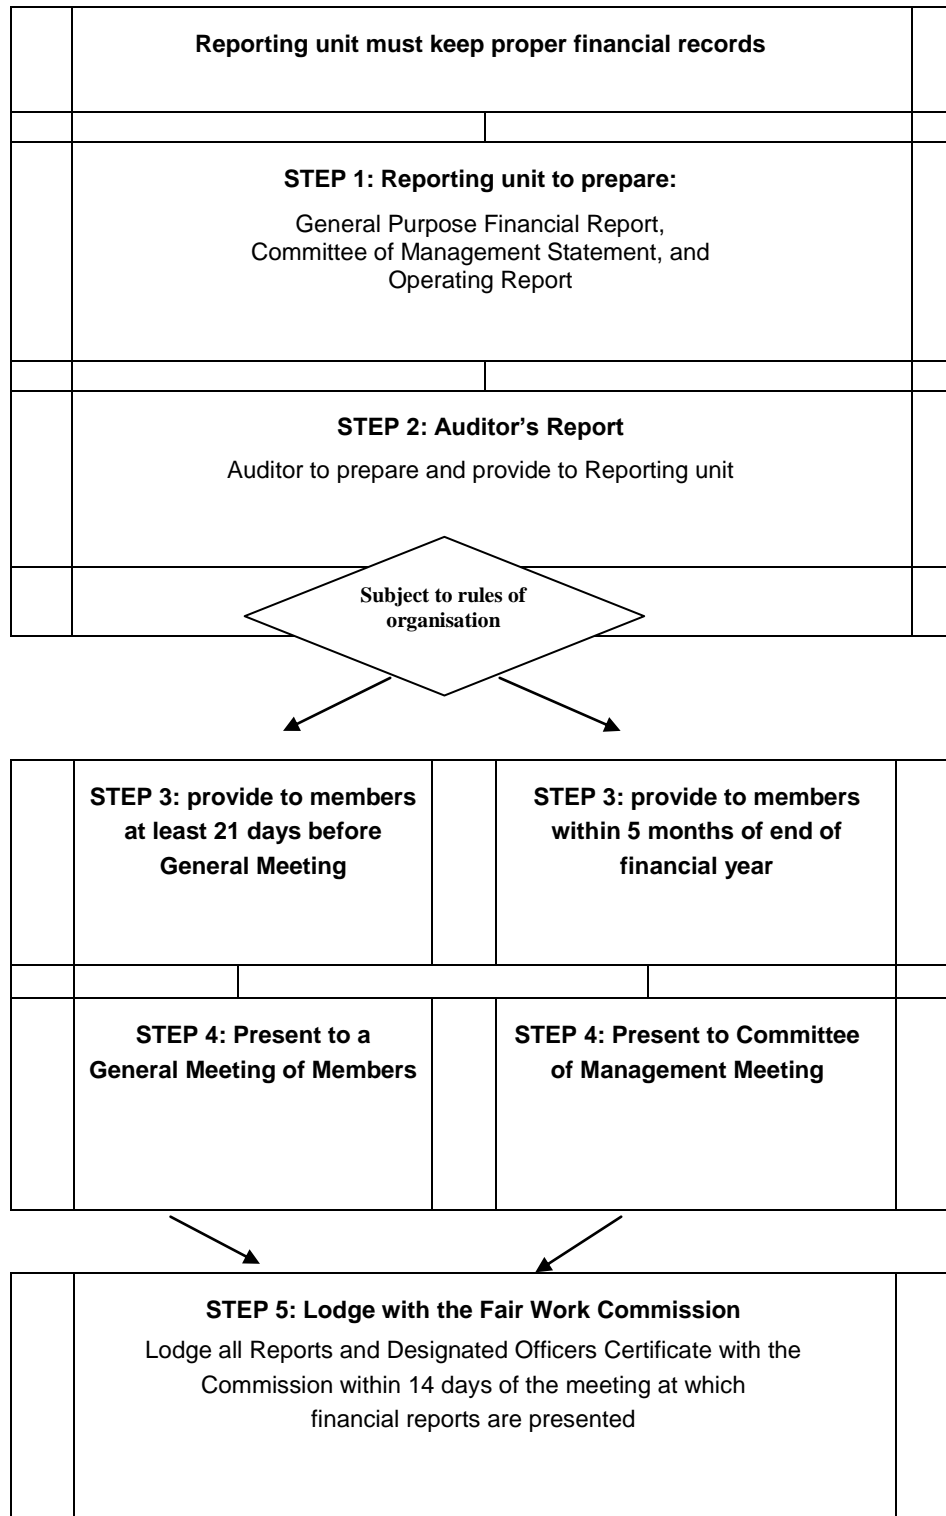 Reporting unit must keep proper financial records
STEP 1: Reporting unit to prepare:
General Purpose Financial Report,
Committee of Management Statement, and
Operating Report
STEP 2: Auditor’s Report
Auditor to prepare and provide to Reporting unit
Subject to rules of
organisation
STEP 3: provide to members
at least 21 days before
General Meeting
STEP 3: provide to members
within 5 months of end of
financial year
STEP 4: Present to a
General Meeting of Members
STEP 4: Present to Committee
of Management Meeting
STEP 5: Lodge with the Fair Work Commission
Lodge all Reports and Designated Officers Certificate with the
Commission within 14 days of the meeting at which
financial reports are presented